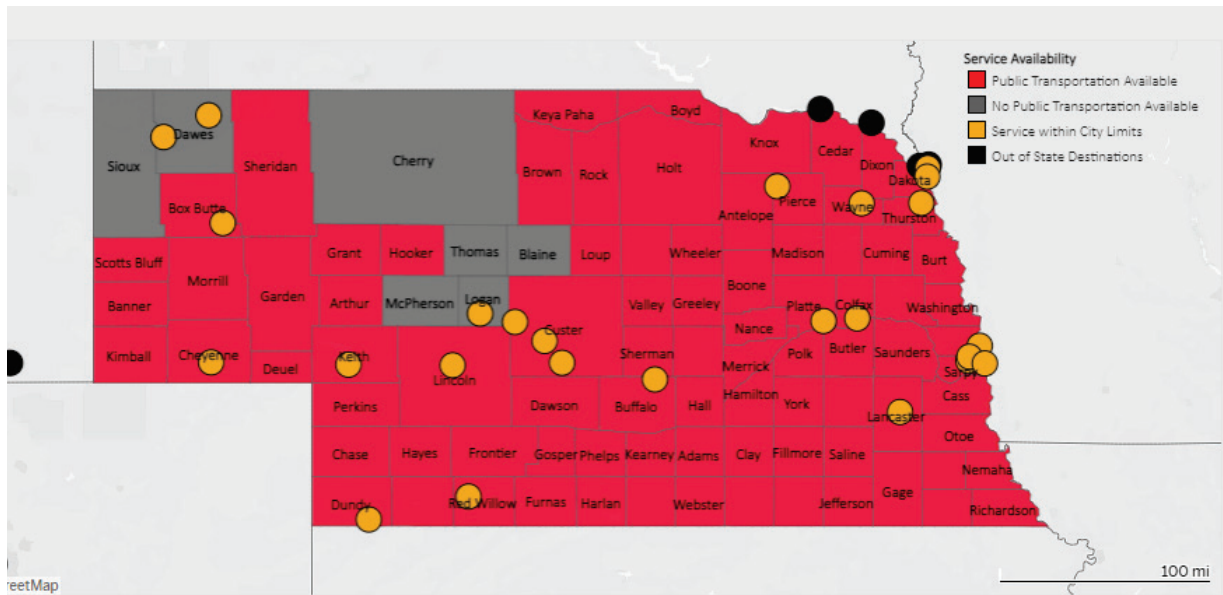 Service Availability
Public Transportation Available
No Public Transportation Available
Service within City Limits
Out of State Destinations
Keya Paha
Boyd
Dawes
Sioux
Sheridan
Cherry
Brown
Rock
Holt
Knox
Cedar
Dixon
Dakota
Box Butte
Antelope
Pierce
Wayne
Thurston
Scotts Bluff
Morrill
Garden
Grant
Hooker
Thomas
Blaine
Loup
Wheeler
Madison
Cuming
Burt
Banner
Arthur
McPherson
Logan
Custer
Valley
Greeley
Boone
Platte
Colfax
Washington
Nance
Kimball
Cheyenne
Deuel
Keith
Lincoln
Sherman
Merrick
Polk
Butler
Saunders
Sarpy
Perkins
Dawson
Buffalo
Hall
Hamilton
York
Lancaster
Cass
Otoe
Chase
Hayes
Frontier
Gosper
Phelps
Kearney
Adams
Clay
Fillmore
Saline
Gage
Nemaha
Dundy
Red Willow
Furnas
Harlan
Webster
Jefferson
Richardson
reetMap
100 mi